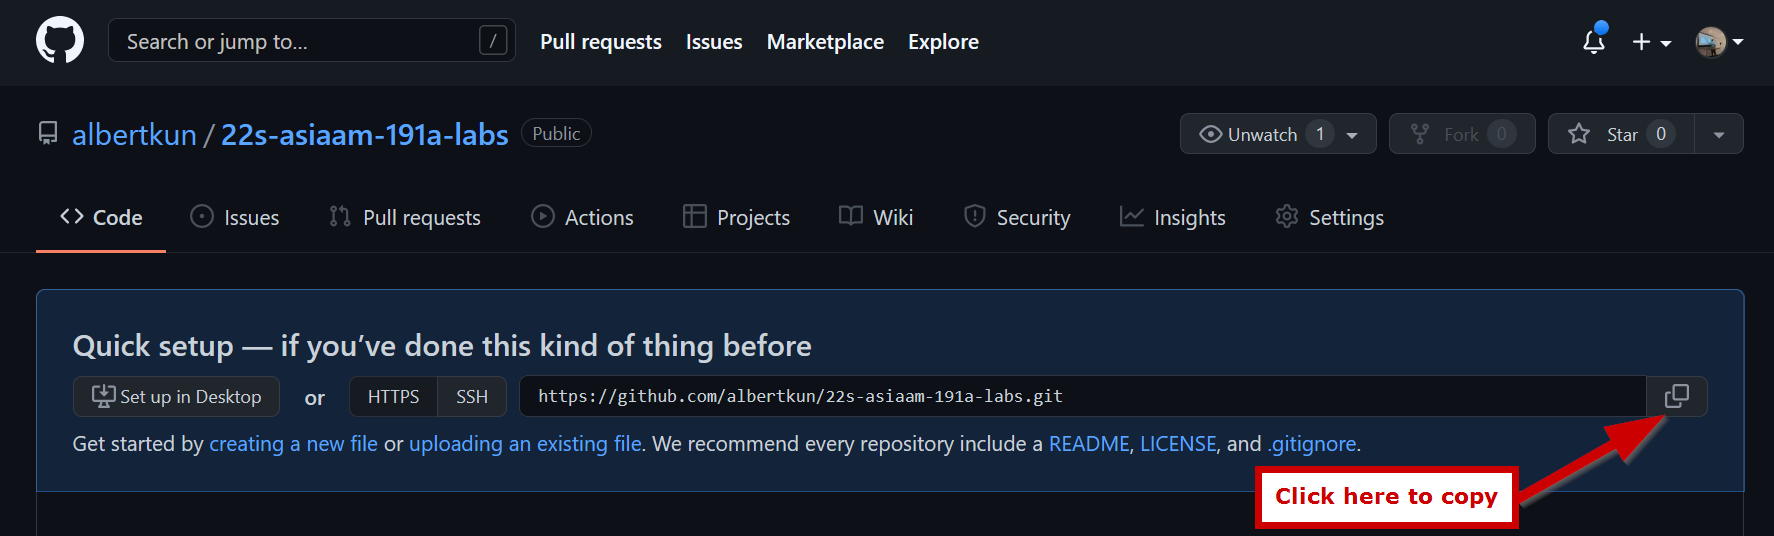 Search or jump to... / Pull requests Issues Marketplace Explore
albertkun / 22s-asiaam-191a-labs Public Unwatch 1 Fork 0 Star 0
Code Issues Pull requests Actions Projects Wiki Security Insights Settings
Quick setup — if you’ve done this kind of thing before
Set up in Desktop or HTTPS SSH https://github.com/albertkun/22s-asiaam-191a-labs.git
Get started by creating a new file or uploading an existing file. We recommend every repository include a README, LICENSE, and .gitignore.
Click here to copy